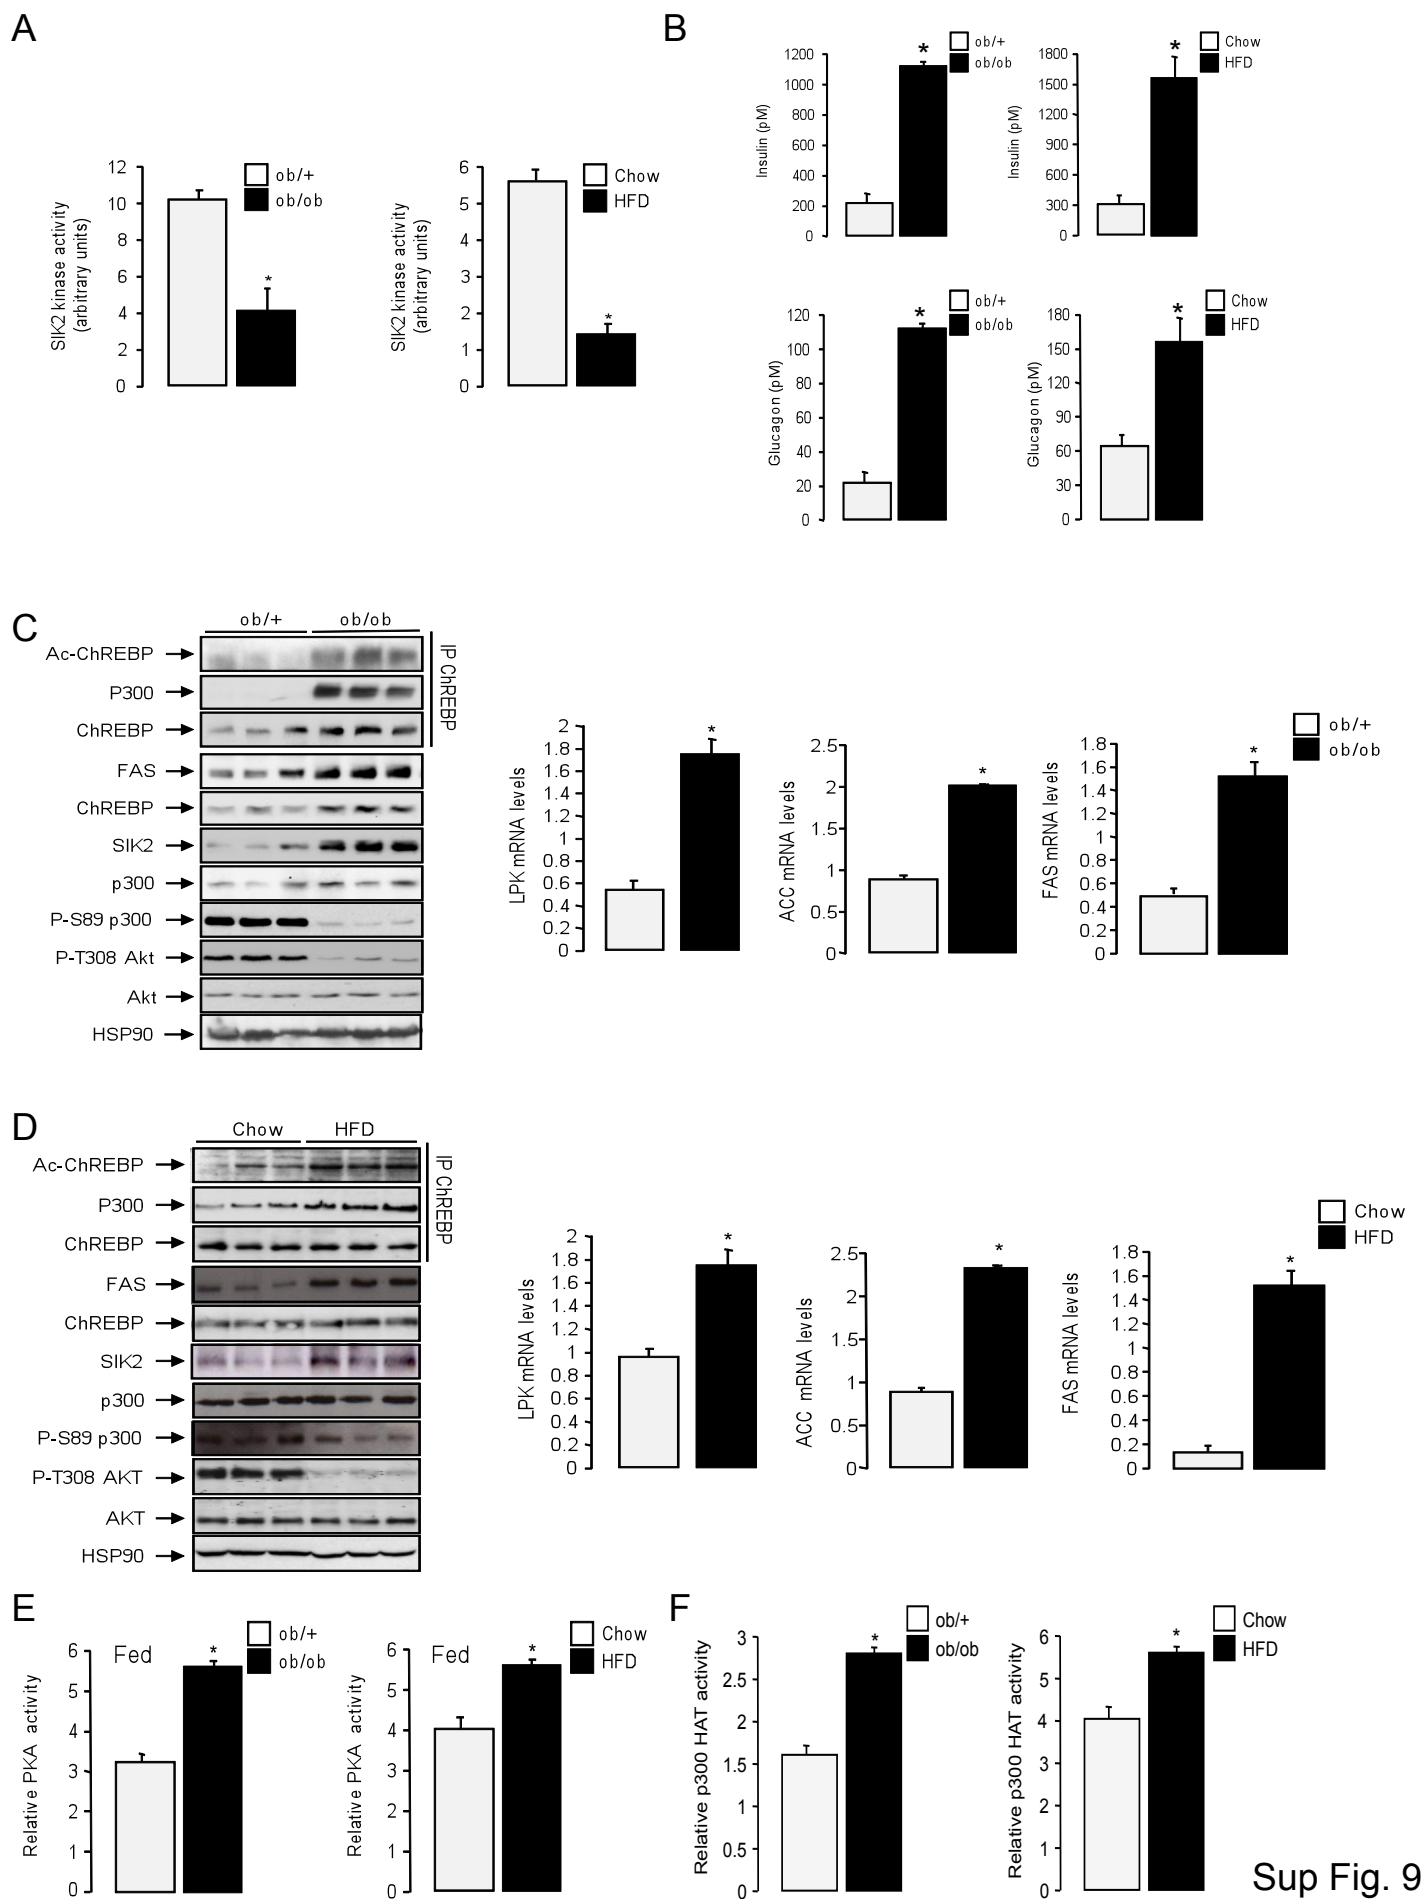 A
12
10
8
6
4
2
0
SIK2 kinase activity
(arbitrary units)
ob/+
ob/ob
*
6
5
4
3
2
1
0
SIK2 kinase activity
(arbitrary units)
Chow
HFD
*
B
1200
1000
800
600
400
200
0
Insulin (pM)
ob/+
ob/ob
*
1800
1500
1200
900
600
300
0
Insulin (pM)
Chow
HFD
*
120
100
80
60
40
20
0
Glucagon (pM)
ob/+
ob/ob
*
180
150
120
90
60
30
0
Glucagon (pM)
Chow
HFD
*
C
ob/+ ob/ob
Ac-ChREBP
P300
ChREBP
IP ChREBP
FAS
ChREBP
SIK2
p300
P-S89 p300
P-T308 Akt
Akt
HSP90
2
1.8
1.6
1.4
1.2
1
0.8
0.6
0.4
0.2
0
LPK mRNA levels
*
2.5
2
1.5
1
0.5
0
ACC mRNA levels
*
1.8
1.6
1.4
1.2
1
0.8
0.6
0.4
0.2
0
FAS mRNA levels
*
ob/+
ob/ob
D
Chow HFD
Ac-ChREBP
P300
ChREBP
IP ChREBP
FAS
ChREBP
SIK2
p300
P-S89 p300
P-T308 AKT
AKT
HSP90
2
1.8
1.6
1.4
1.2
1
0.8
0.6
0.4
0.2
0
LPK mRNA levels
*
2.5
2
1.5
1
0.5
0
ACC mRNA levels
*
1.8
1.6
1.4
1.2
1
0.8
0.6
0.4
0.2
0
FAS mRNA levels
*
Chow
HFD
E
6
5
4
3
2
1
0
Relative PKA activity
Fed
*
ob/+
ob/ob
6
5
4
3
2
1
0
Relative PKA activity
Fed
*
Chow
HFD
F
3
2.5
2
1.5
1
0.5
0
Relative p300 HAT activity
*
ob/+
ob/ob
6
5
4
3
2
1
0
Relative p300 HAT activity
*
Chow
HFD
Sup Fig. 9